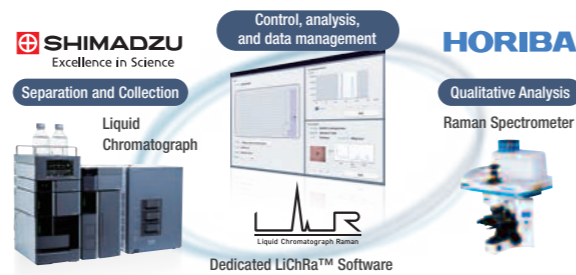 SHIMADZU
Excellence in Science
Separation and Collection
Liquid
Chromatograph
Control, analysis,
and data management
Liquid Chromatograph Raman
Dedicated LiChRa™ Software
HORIBA
Qualitative Analysis
Raman Spectrometer